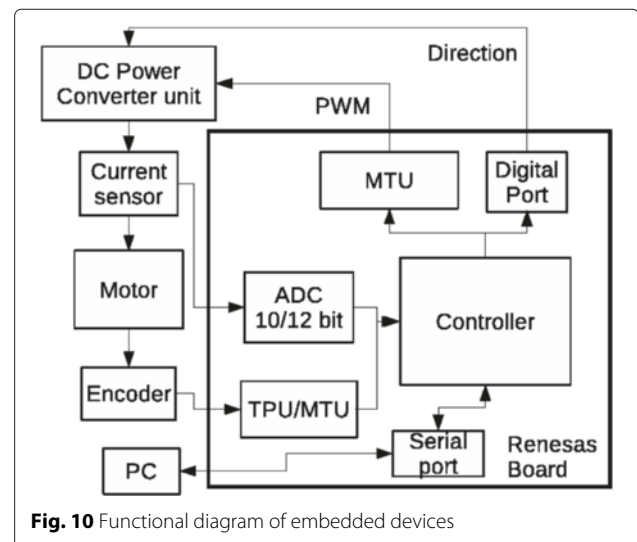 Direction
DC Power
Converter unit
PWM
Current
sensor
MTU
Digital
Port
Motor
ADC
10/12 bit
Controller
Encoder
TPU/MTU
Serial
port
Renesas
Board
PC
Fig. 10 Functional diagram of embedded devices